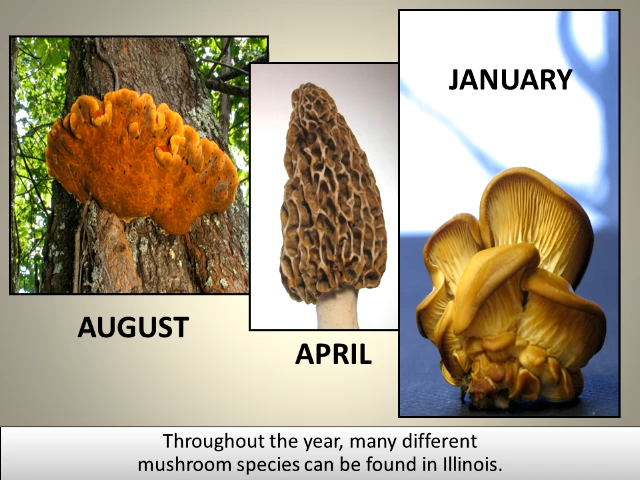 JANUARY
AUGUST
APRIL
Throughout the year, many different
mushroom species can be found in Illinois.